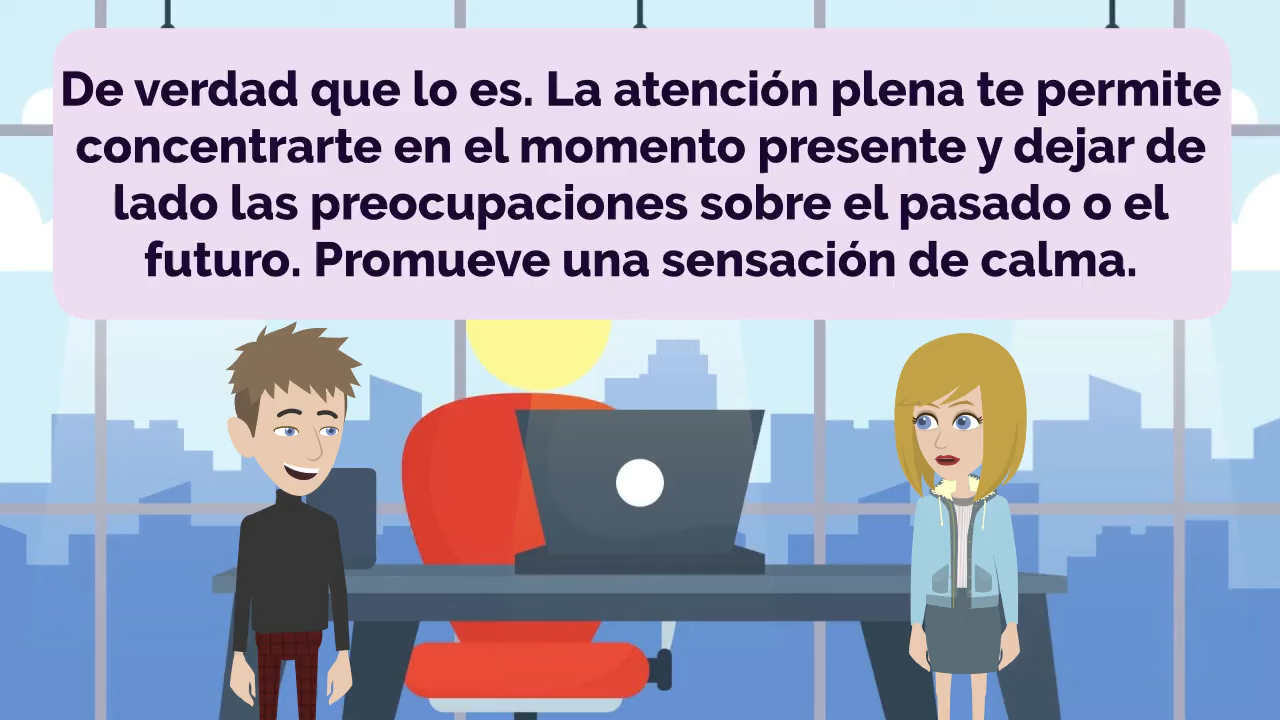 De verdad que lo es. La atención plena te permite
concentrarte en el momento presente y dejar de
lado las preocupaciones sobre el pasado o el
futuro. Promueve una sensación de calma.